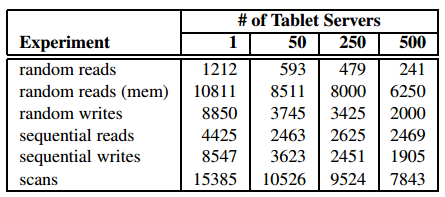 # of Tablet Servers
Experiment 1 50 250 500
random reads 1212 593 479 241
random reads (mem) 10811 8511 8000 6250
random writes 8850 3745 3425 2000
sequential reads 4425 2463 2625 2469
sequential writes 8547 3623 2451 1905
scans 15385 10526 9524 7843